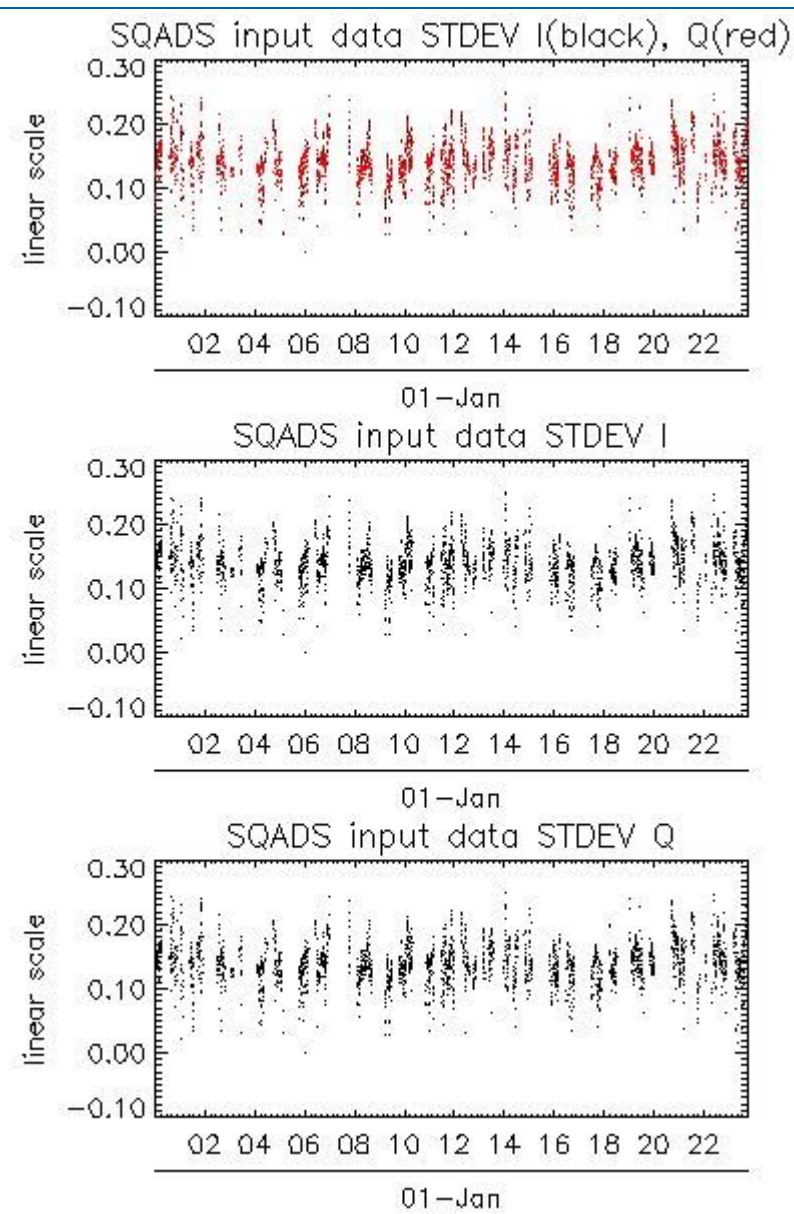 SQADS input data STDEV I(black), Q(red)
0.30
0.20
0.10
0.00
−0.10
linear scale
02 04 06 08 10 12 14 16 18 20 22
01−Jan
SQADS input data STDEV I
0.30
0.20
0.10
0.00
−0.10
linear scale
02 04 06 08 10 12 14 16 18 20 22
01−Jan
SQADS input data STDEV Q
0.30
0.20
0.10
0.00
−0.10
linear scale
02 04 06 08 10 12 14 16 18 20 22
01−Jan